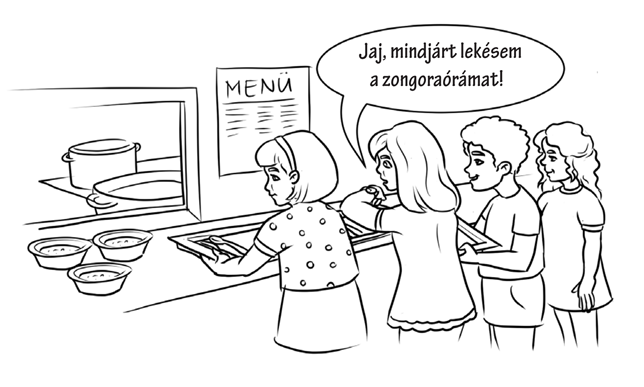 Jaj, mindjárt lekésem
a zongoraórámat!
MENÜ